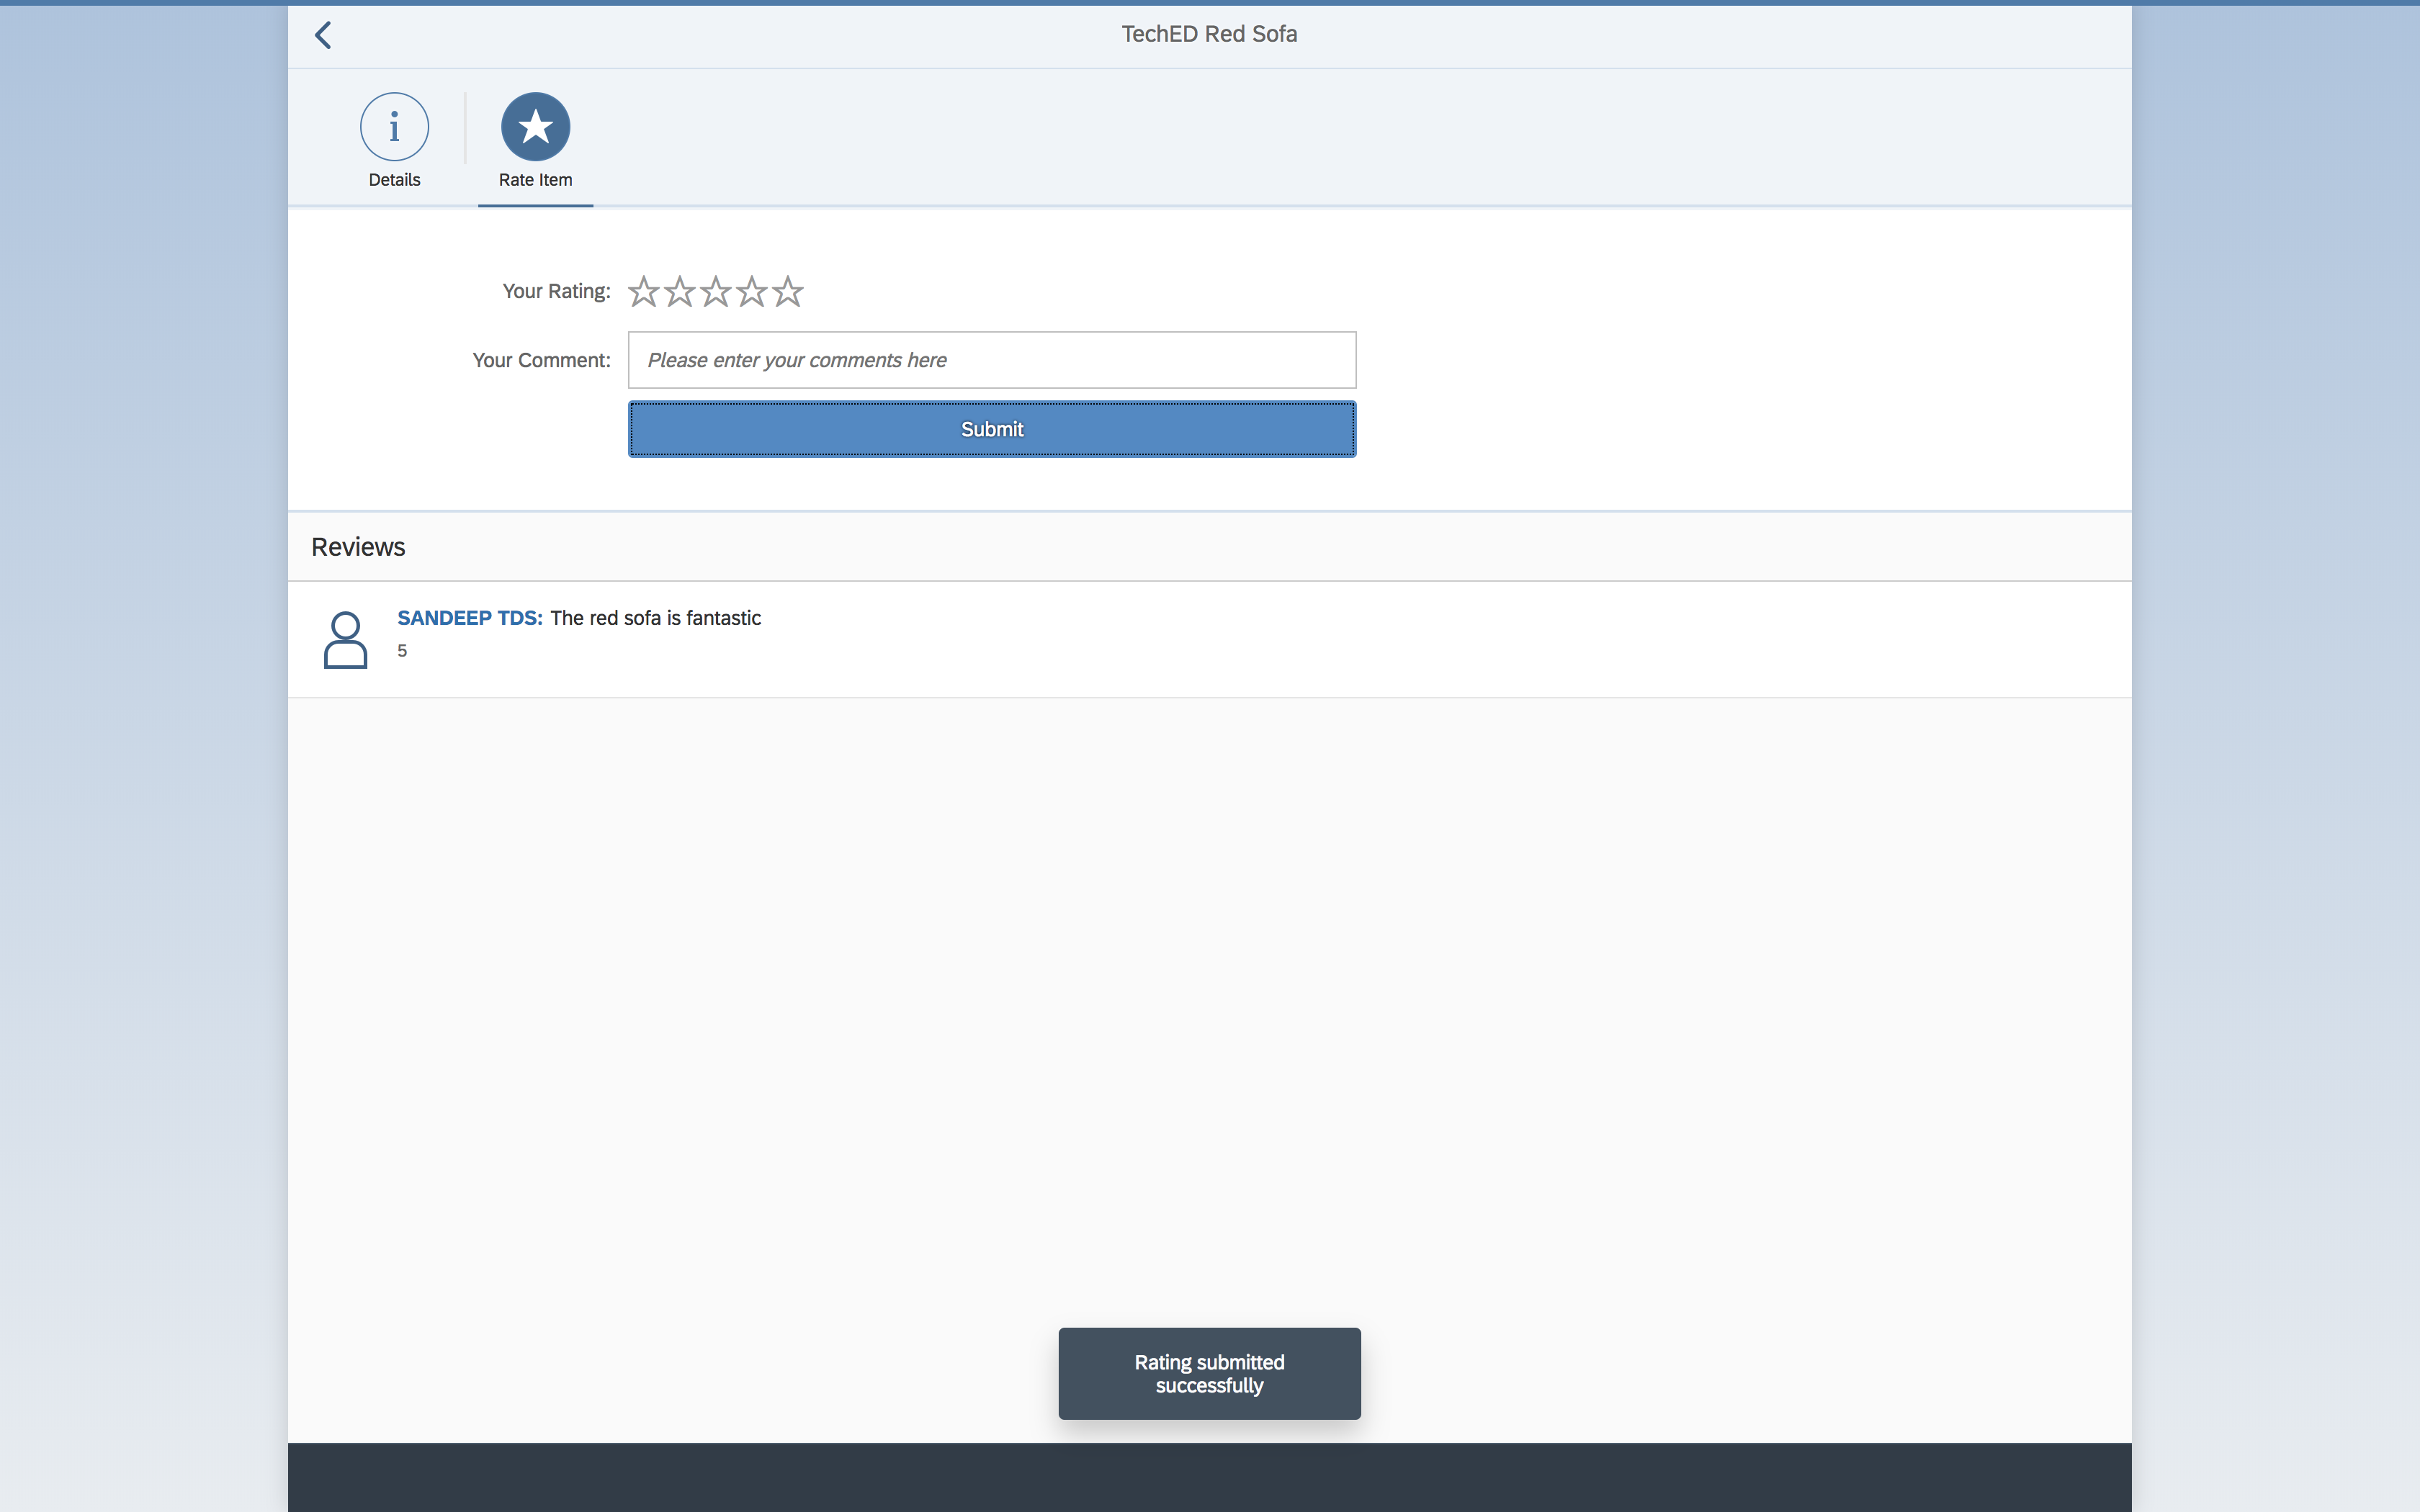 TechED Red Sofa
Details
Rate Item
Your Rating:
Your Comment:
Please enter your comments here
Submit
Reviews
SANDEEP TDS: The red sofa is fantastic
5
Rating submitted
successfully